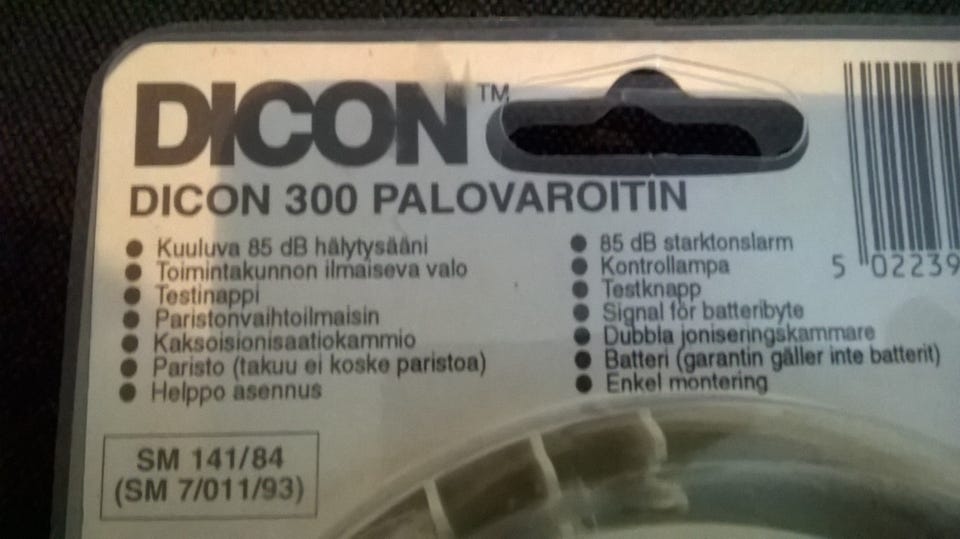 DICON™
DICON 300 PALOVAROITIN
● Kuuluva 85 dB hälytysääni
● Toimintakunnon ilmaiseva valo
● Testinappi
● Paristonvaihtoilmaisin
● Kaksoisionisaatiokammio
● Paristo (takuu ei koske paristoa)
● Helppo asennus
● 85 dB starktonslarm
● Kontrollampa
● Testknapp
● Signal för batteribyte
● Dubbla joniseringskammare
● Batteri (garantin gäller inte batterit)
● Enkel montering
5 02239
SM 141/84
(SM 7/011/93)